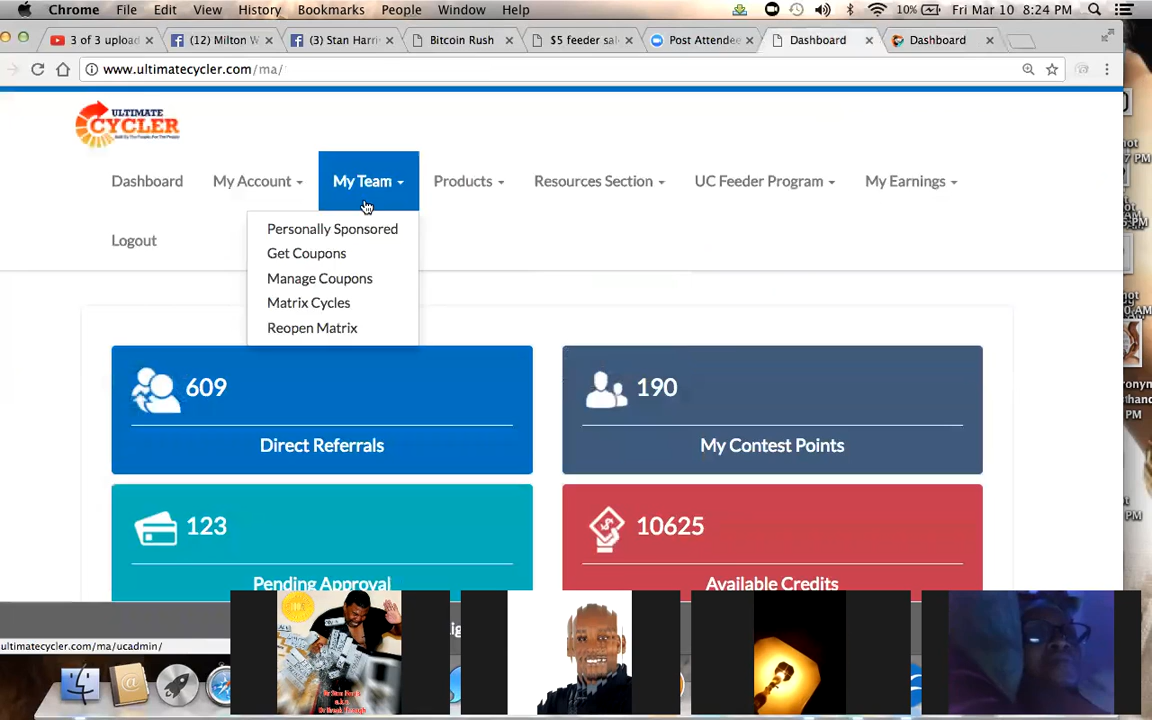 Chrome File Edit View History Bookmarks People Window Help 10% Fri Mar 10 8:24 PM
3 of 3 upload (12) Milton W (3) Stan Harri Bitcoin Rush $5 feeder sal Post Attendee Dashboard Dashboard
www.ultimatecycler.com/ma/
ULTIMATE
CYCLER
Dashboard My Account My Team Products Resources Section UC Feeder Program My Earnings
Logout
Personally Sponsored
Get Coupons
Manage Coupons
Matrix Cycles
Reopen Matrix
609
Direct Referrals
190
My Contest Points
123
Pending Approval
10625
Available Credits
ultimatecycler.com/ma/ucadmin/